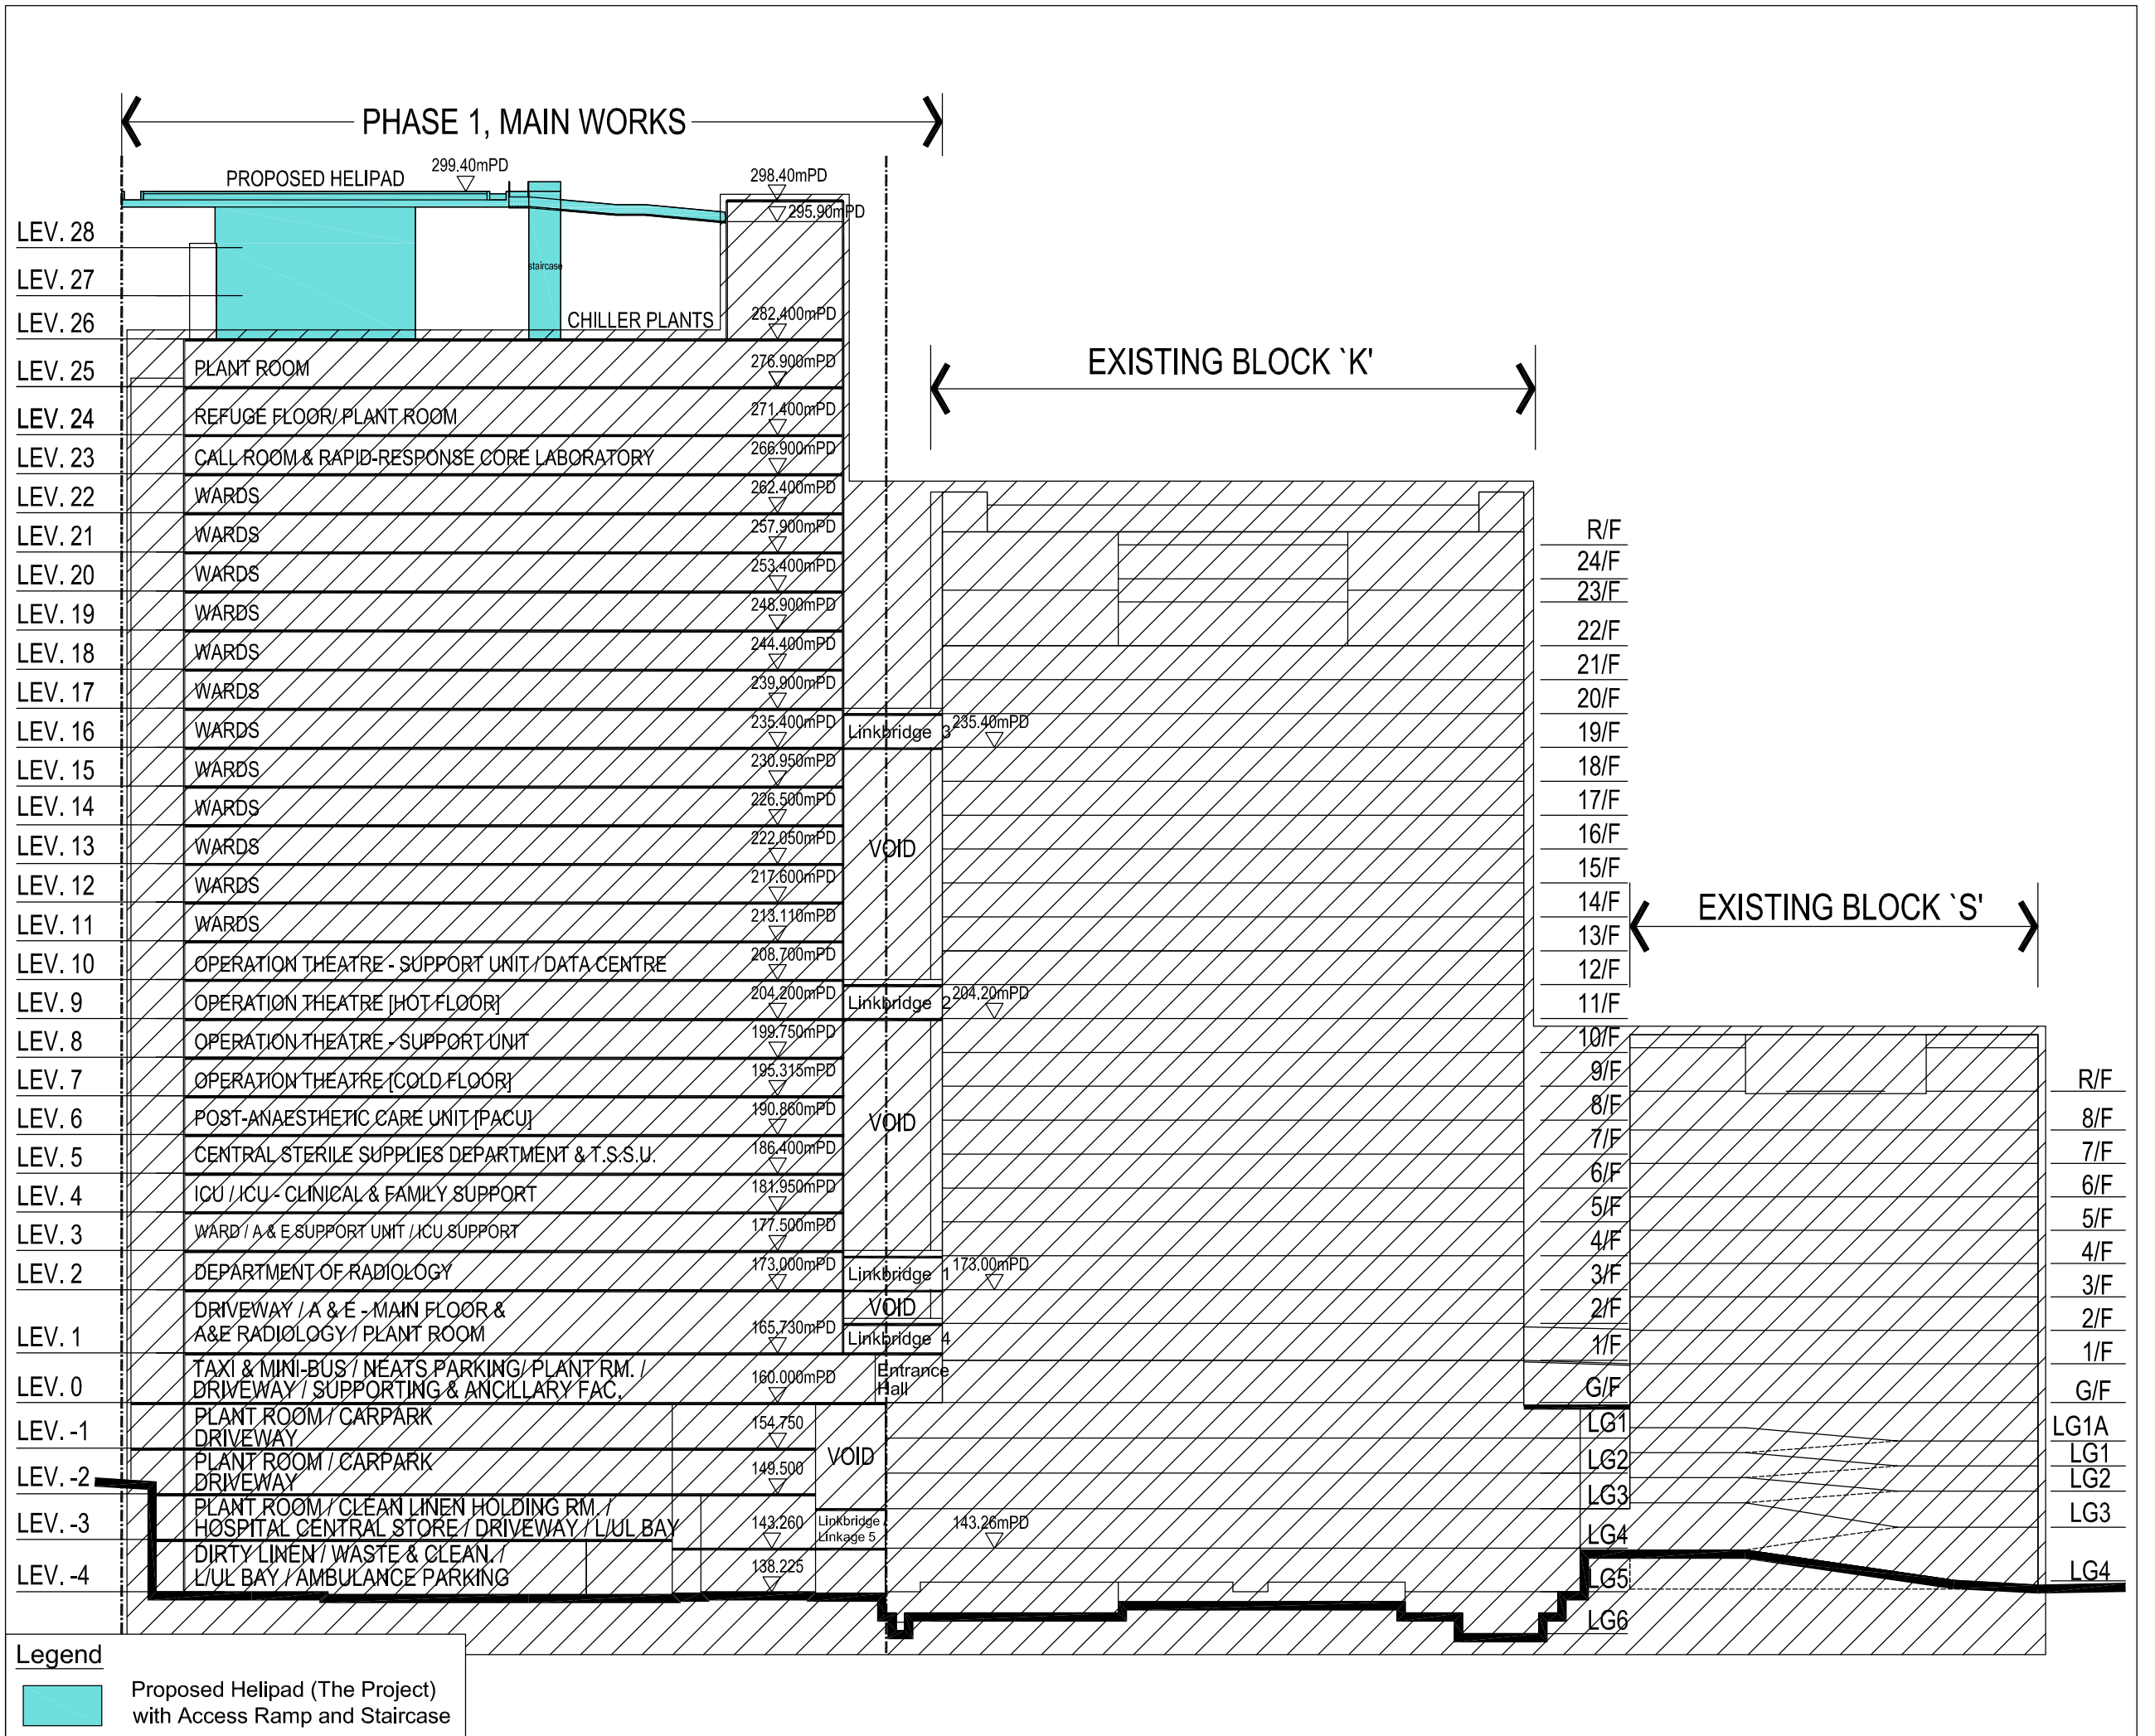 PHASE 1, MAIN WORKS
PROPOSED HELIPAD
299.40mPD
298.40mPD
295.90mPD
LEV. 28
LEV. 27
staircase
LEV. 26
CHILLER PLANTS
282.400mPD
LEV. 25
PLANT ROOM
276.900mPD
EXISTING BLOCK `K'
LEV. 24
REFUGE FLOOR/ PLANT ROOM
271.400mPD
LEV. 23
CALL ROOM & RAPID-RESPONSE CORE LABORATORY
266.900mPD
LEV. 22
WARDS
262.400mPD
LEV. 21
WARDS
257.900mPD
LEV. 20
WARDS
253.400mPD
LEV. 19
WARDS
248.900mPD
LEV. 18
WARDS
244.400mPD
LEV. 17
WARDS
239.900mPD
LEV. 16
WARDS
235.400mPD
Linkbridge 3
235.40mPD
LEV. 15
WARDS
230.950mPD
LEV. 14
WARDS
226.500mPD
LEV. 13
WARDS
222.050mPD
VOID
LEV. 12
WARDS
217.600mPD
LEV. 11
WARDS
213.110mPD
LEV. 10
OPERATION THEATRE - SUPPORT UNIT / DATA CENTRE
208.700mPD
LEV. 9
OPERATION THEATRE [HOT FLOOR]
204.200mPD
Linkbridge 2
204.20mPD
LEV. 8
OPERATION THEATRE - SUPPORT UNIT
199.750mPD
LEV. 7
OPERATION THEATRE [COLD FLOOR]
195.315mPD
LEV. 6
POST-ANAESTHETIC CARE UNIT [PACU]
190.860mPD
VOID
LEV. 5
CENTRAL STERILE SUPPLIES DEPARTMENT & T.S.S.U.
186.400mPD
LEV. 4
ICU / ICU - CLINICAL & FAMILY SUPPORT
181.950mPD
LEV. 3
WARD / A & E SUPPORT UNIT / ICU SUPPORT
177.500mPD
LEV. 2
DEPARTMENT OF RADIOLOGY
173.000mPD
Linkbridge 1
173.00mPD
VOID
LEV. 1
DRIVEWAY / A & E - MAIN FLOOR &
A&E RADIOLOGY / PLANT ROOM
165.730mPD
Linkbridge 4
LEV. 0
TAXI & MINI-BUS / NEATS PARKING/ PLANT RM. /
DRIVEWAY / SUPPORTING & ANCILLARY FAC.
160.000mPD
Entrance
Hall
LEV. -1
PLANT ROOM / CARPARK
DRIVEWAY
154.750
VOID
LEV. -2
PLANT ROOM / CARPARK
DRIVEWAY
149.500
LEV. -3
PLANT ROOM / CLEAN LINEN HOLDING RM. /
HOSPITAL CENTRAL STORE / DRIVEWAY / L/UL BAY
143.260
Linkbridge /
Linkage 5
143.26mPD
LEV. -4
DIRTY LINEN / WASTE & CLEAN. /
L/UL BAY / AMBULANCE PARKING
138.225
R/F
24/F
23/F
22/F
21/F
20/F
19/F
18/F
17/F
16/F
15/F
14/F
13/F
12/F
11/F
10/F
9/F
8/F
7/F
6/F
5/F
4/F
3/F
2/F
1/F
G/F
LG1
LG2
LG3
LG4
LG5
LG6
EXISTING BLOCK `S'
R/F
8/F
7/F
6/F
5/F
4/F
3/F
2/F
1/F
G/F
LG1A
LG1
LG2
LG3
LG4
Legend
Proposed Helipad (The Project)
with Access Ramp and Staircase